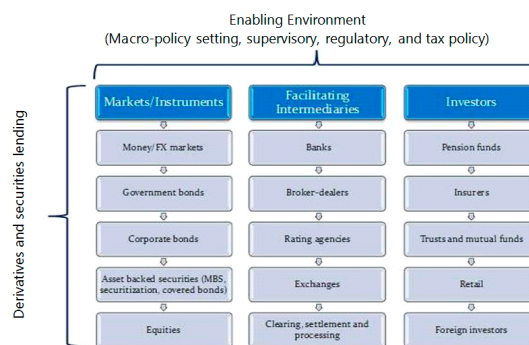 Enabling Environment
(Macro-policy setting, supervisory, regulatory, and tax policy)
Derivatives and securities lending
Markets/Instruments
Money/FX markets
Government bonds
Corporate bonds
Asset backed securities (MBS,
securitization, covered bonds)
Equities
Facilitating
Intermediaries
Banks
Broker-dealers
Rating agencies
Exchanges
Clearing, settlement and
processing
Investors
Pension funds
Insurers
Trusts and mutual funds
Retail
Foreign investors